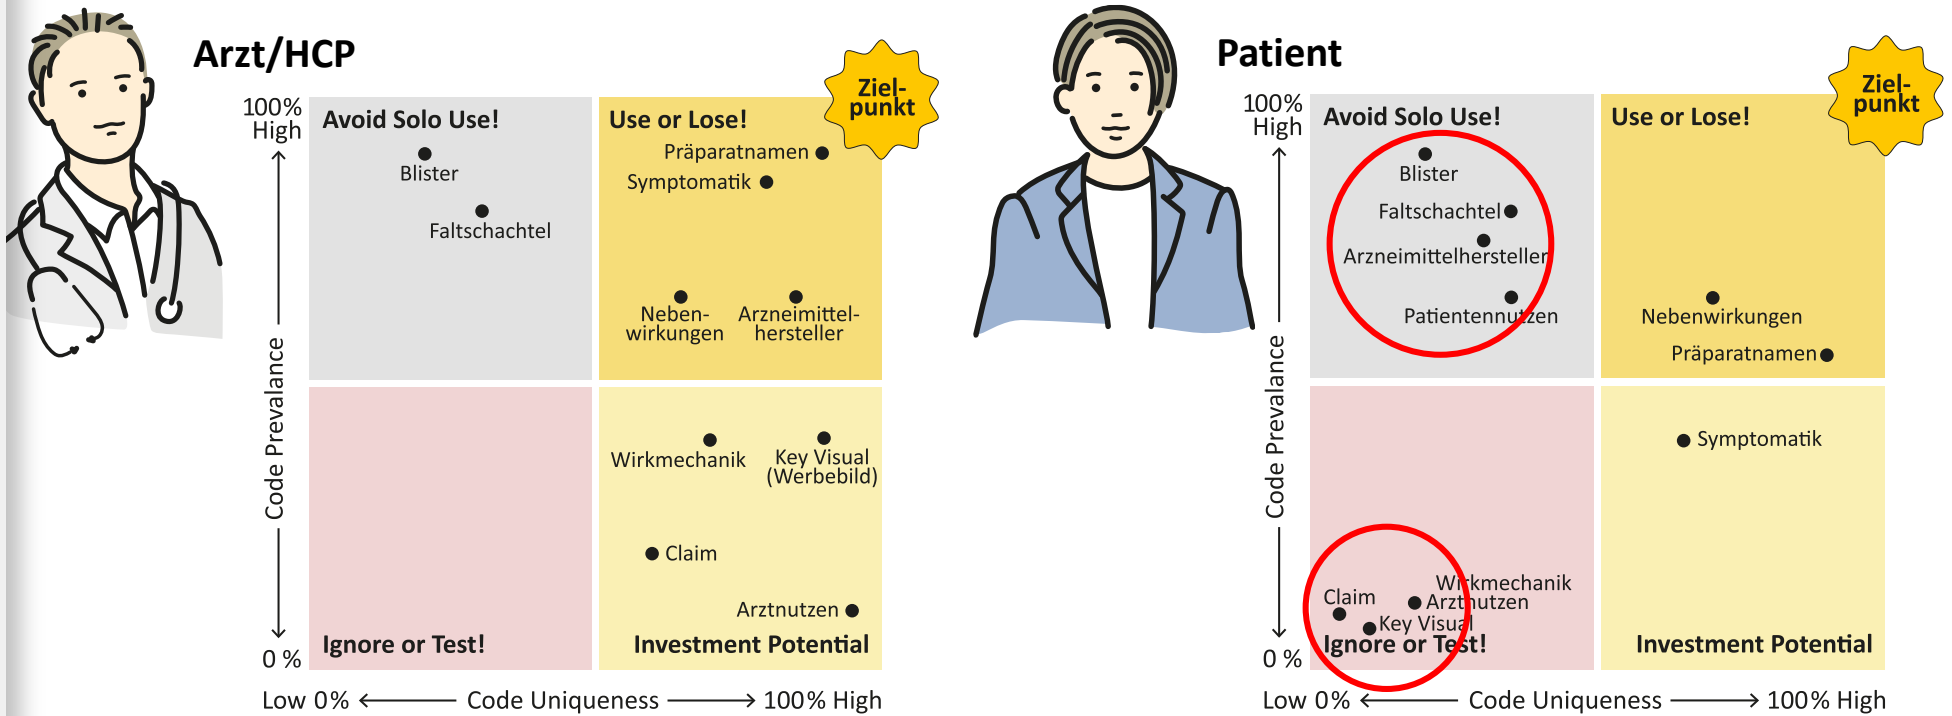 Arzt/HCP
Ziel-
punkt
100%
High
Avoid Solo Use!
Use or Lose!
Blister
Faltschachtel
Präparatnamen
Symptomatik
Neben-
wirkungen
Arzneimittel-
hersteller
Code Prevalance
Wirkmechanik
Key Visual
(Werbebild)
Claim
Arztnutzen
Ignore or Test!
Investment Potential
0 %
Low 0%
Code Uniqueness
100% High
Patient
Ziel-
punkt
100%
High
Avoid Solo Use!
Use or Lose!
Blister
Faltschachtel
Arzneimittelhersteller
Patientennutzen
Nebenwirkungen
Präparatnamen
Code Prevalance
Symptomatik
Wirkmechanik
Claim
Arztnutzen
Key Visual
Ignore or Test!
Investment Potential
0 %
Low 0%
Code Uniqueness
100% High